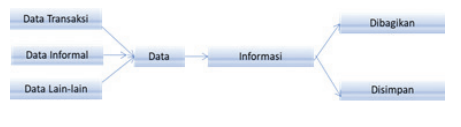 Data Transaksi
Data Informal
Data Lain-lain
Data
Informasi
Dibagikan
Disimpan